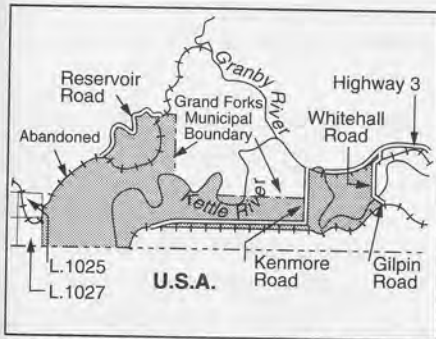 Granby River
Highway 3
Reservoir
Road
Grand Forks
Municipal
Boundary
Whitehall
Road
Abandoned
Kettle River
L.1025
L.1027
U.S.A.
Kenmore
Road
Gilpin
Road